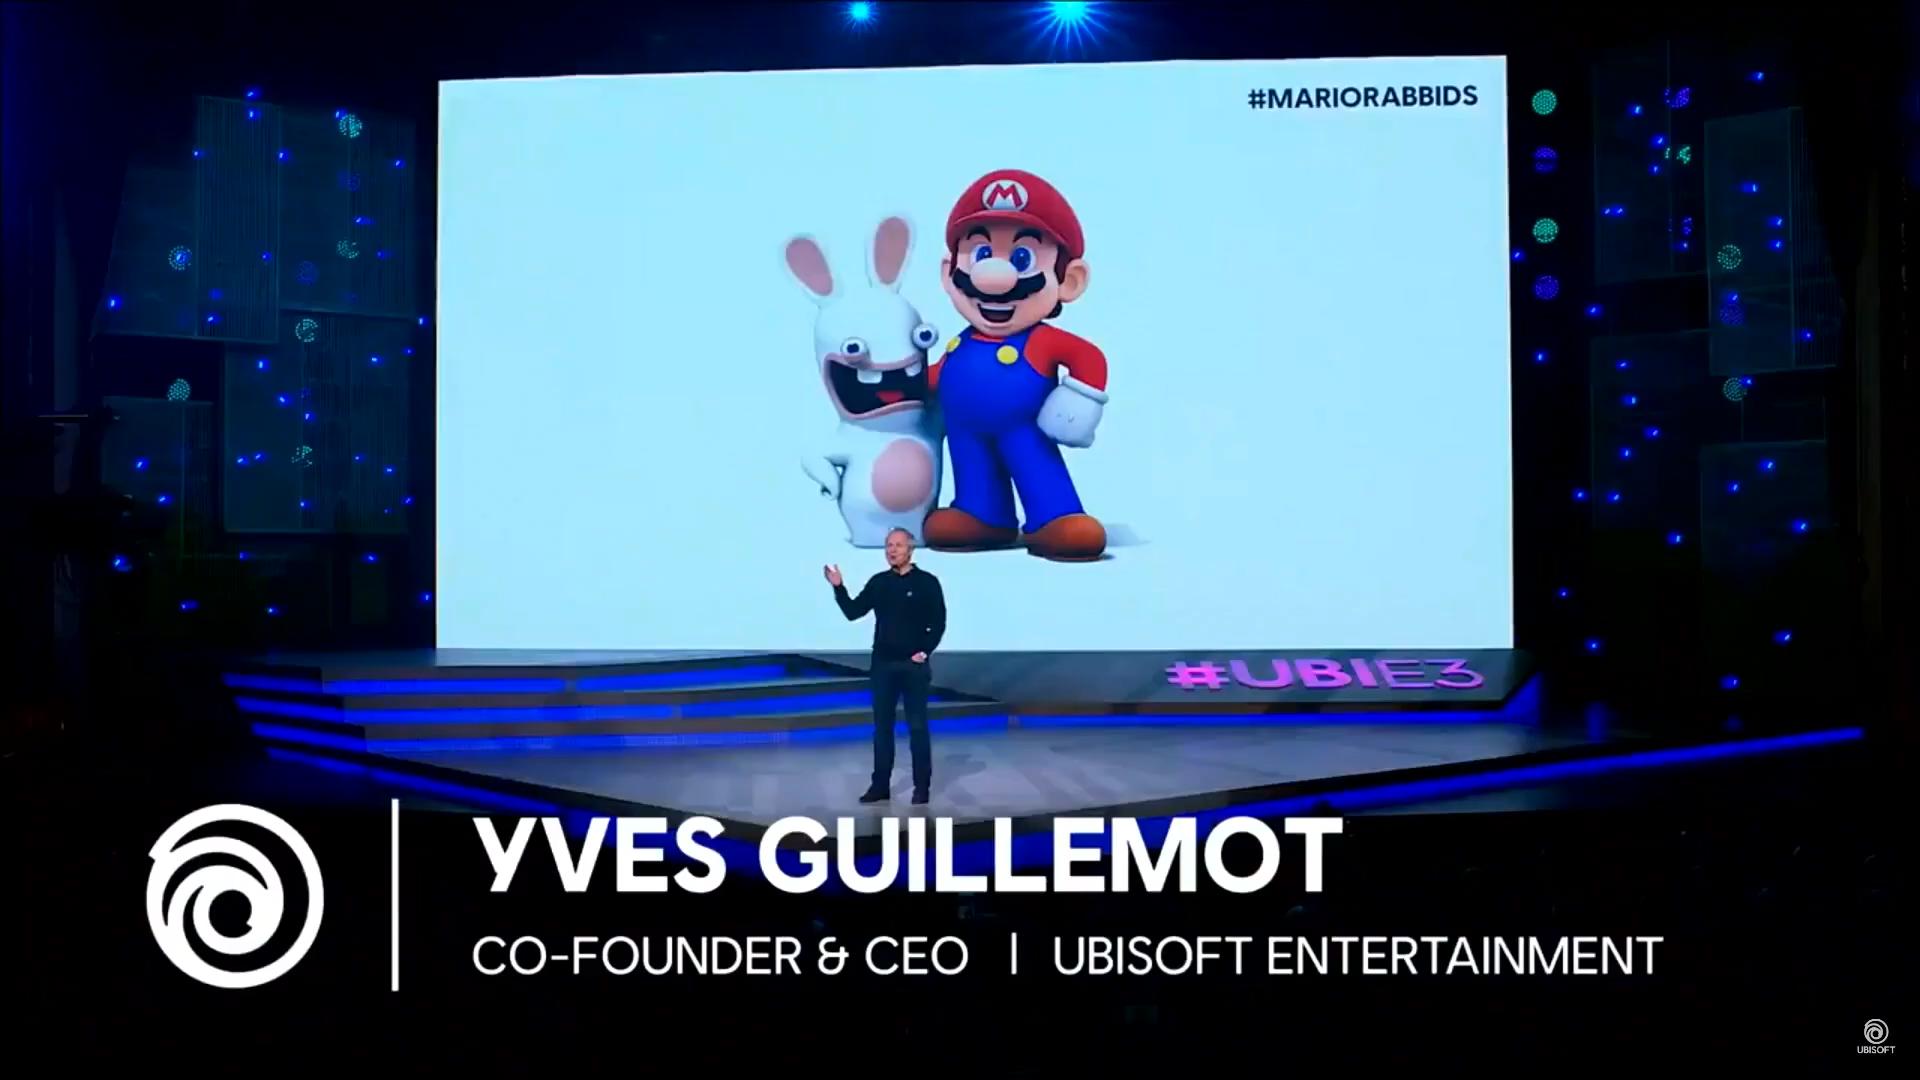 #MARIORABBIDS
M
#UBIE3
YVES GUILLEMOT
CO-FOUNDER & CEO | UBISOFT ENTERTAINMENT
UBISOFT